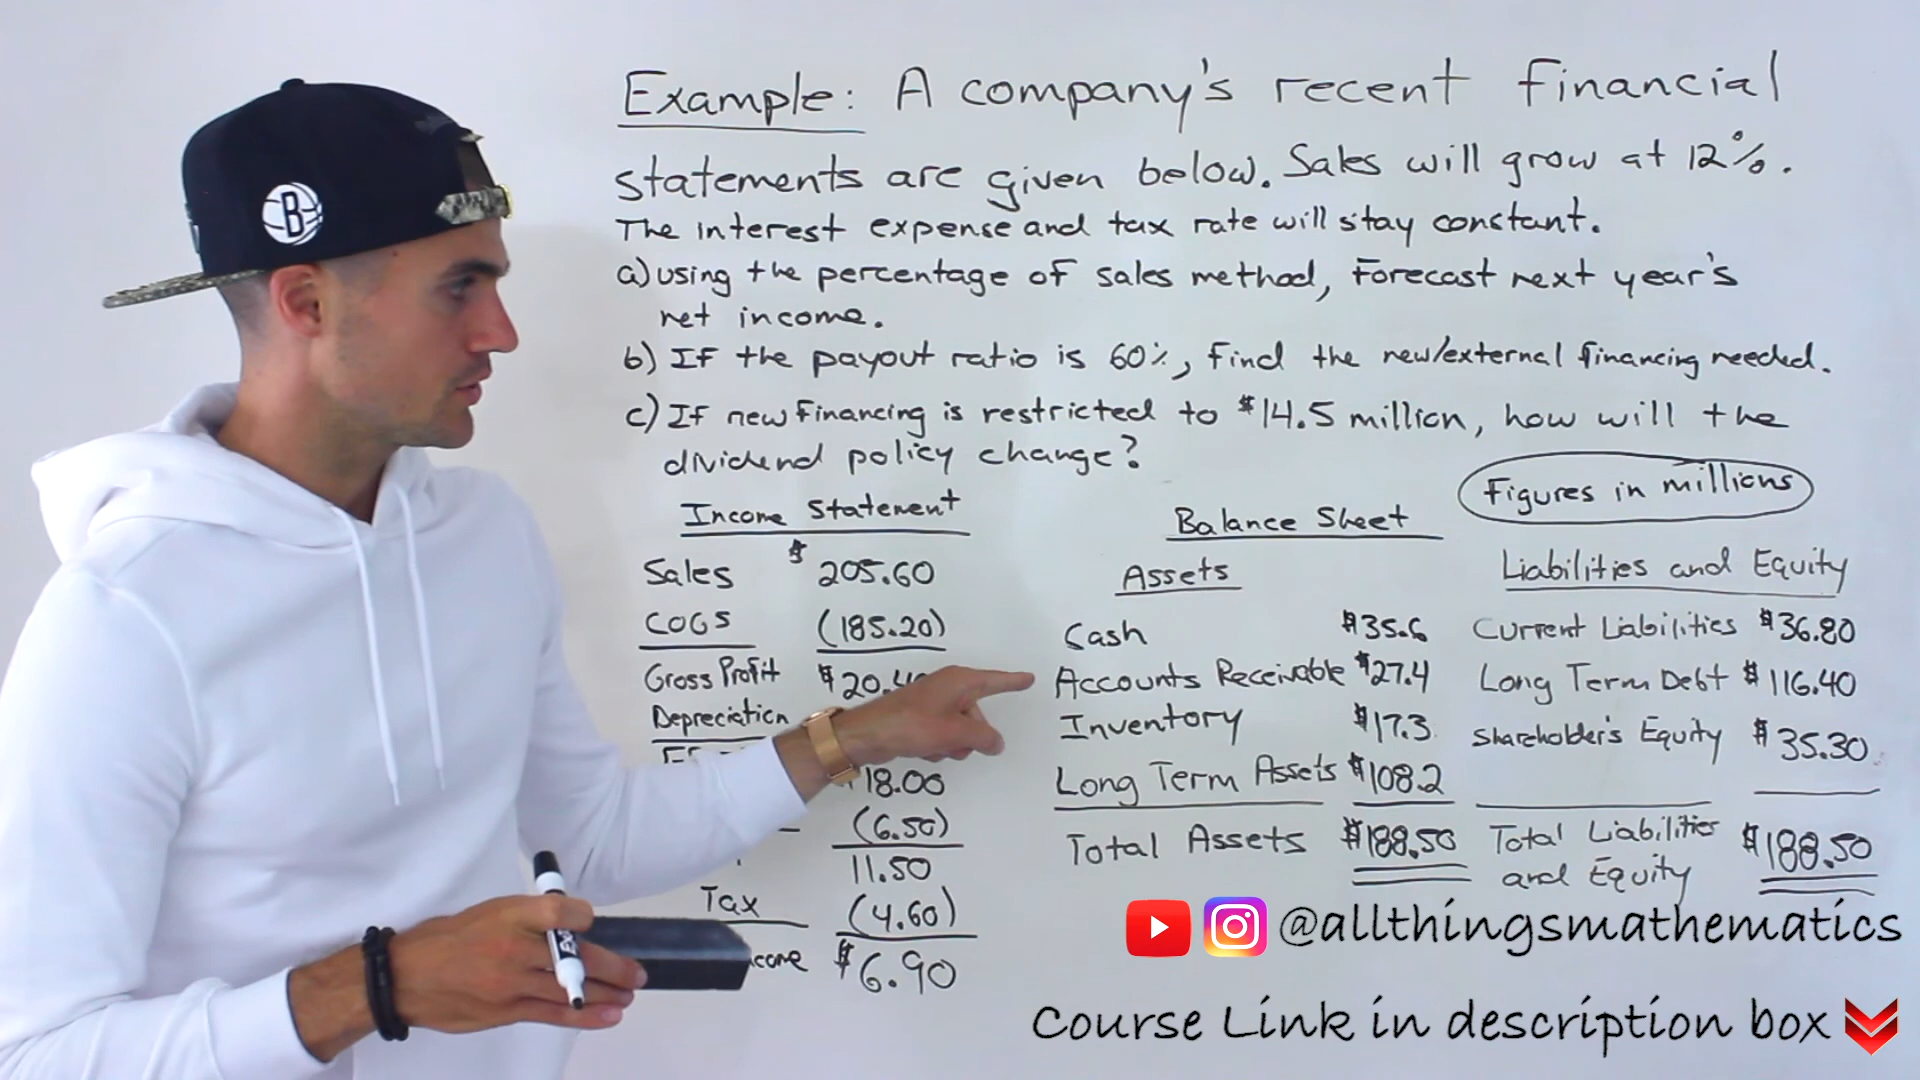 Example: A company's recent financial
statements are given below. Sales will grow at 12%.
The interest expense and tax rate will stay constant.
a) using the percentage of sales method, forecast next year's
net income.
b) If the payout ratio is 60%, find the new/external financing needed.
c) If new financing is restricted to $14.5 million, how will the
dividend policy change?
Figures in millions
Income Statement
Sales $ 205.60
COGS (185.20)
Gross Profit $20.4
Depreciation
18.00
(6.50)
11.50
Tax (4.60)
come $6.90
Balance Sheet
Assets
Cash $35.6
Accounts Receivable $27.4
Inventory $17.3
Long Term Assets $108.2
Total Assets $188.50
Liabilities and Equity
Current Liabilities $36.80
Long Term Debt $116.40
Shareholder's Equity $35.30
Total Liabilities
and Equity $188.50
@allthingsmathematics
Course Link in description box
B